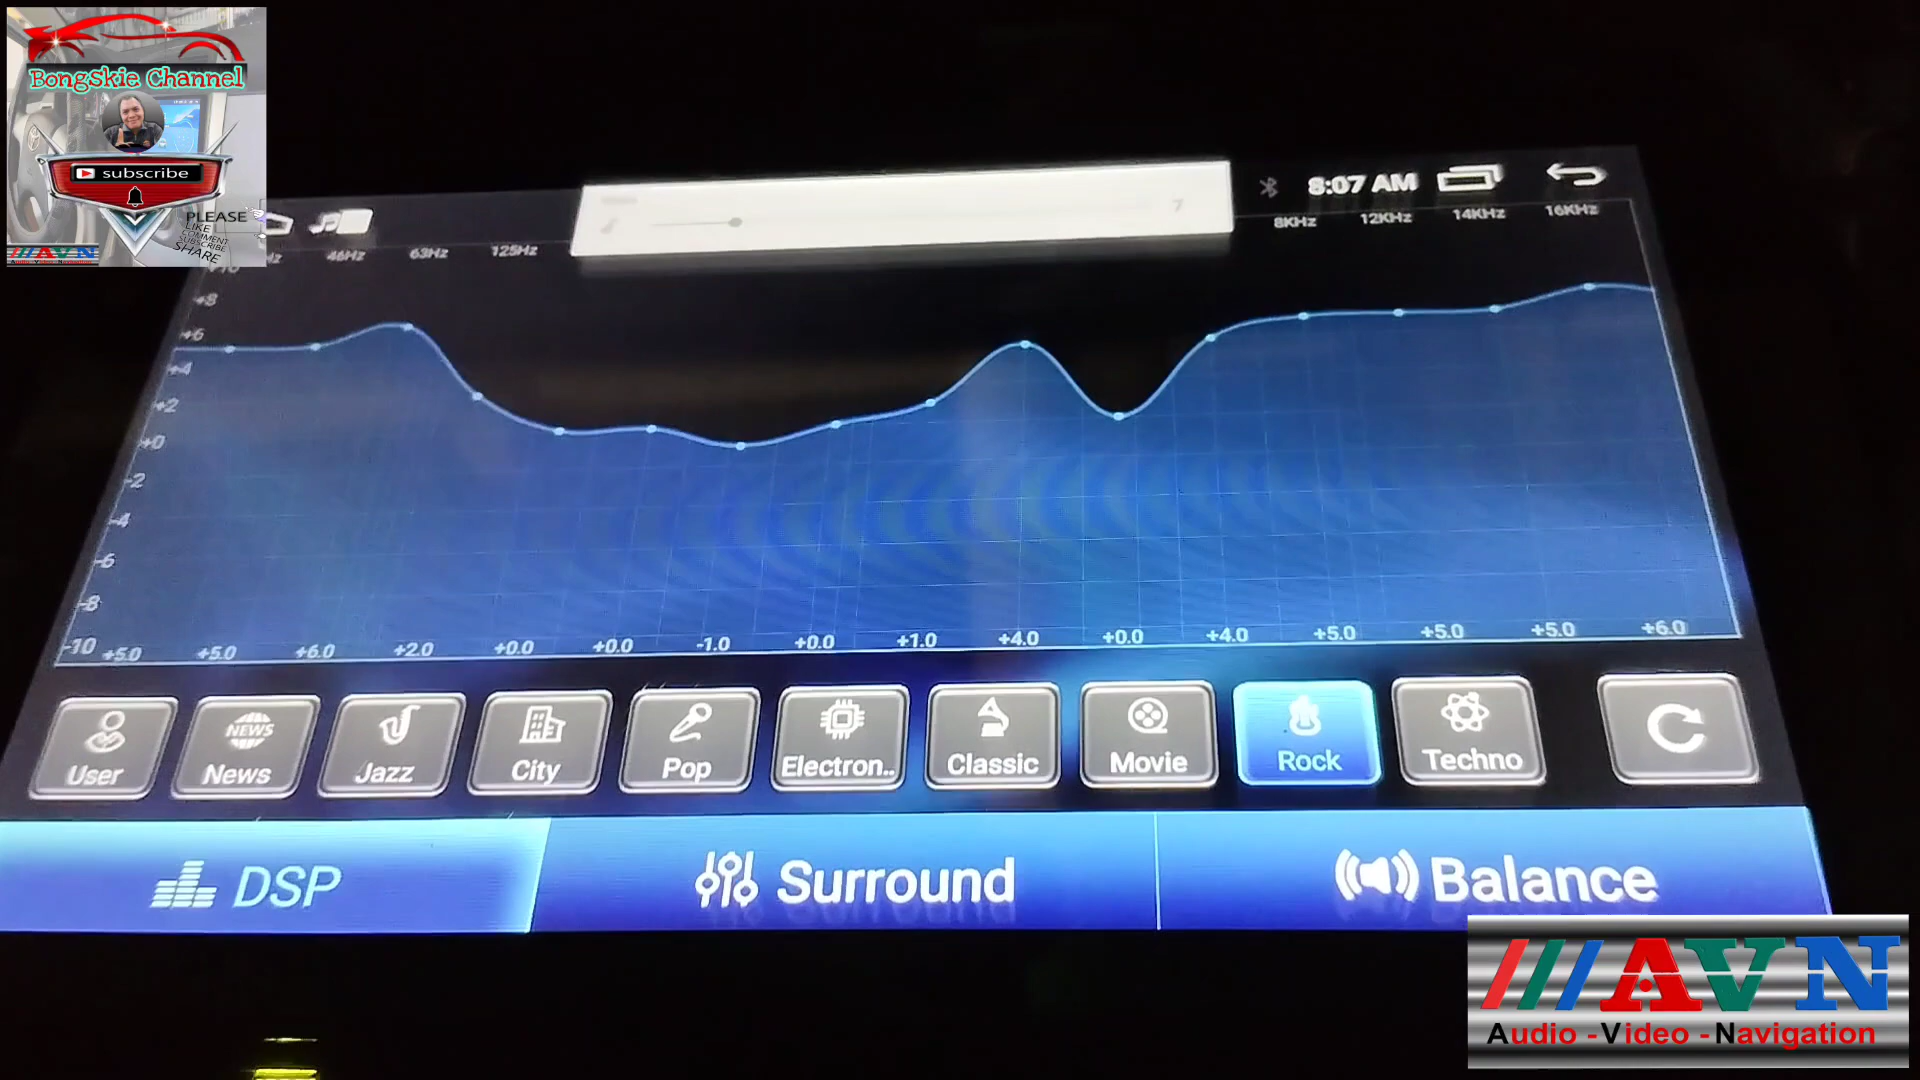 BongSkie Channel
subscribe
PLEASE
LIKE
COMMENT
SUBSCRIBE
SHARE
///AVN
7
8:07 AM
46Hz 63Hz 125Hz 8KHz 12KHz 14KHz 16KHz
+10
+8
+6
+4
+2
+0
-2
-4
-6
-8
-10
+5.0 +5.0 +6.0 +2.0 +0.0 +0.0 -1.0 +0.0 +1.0 +4.0 +0.0 +4.0 +5.0 +5.0 +5.0 +6.0
NEWS
User News Jazz City Pop Electron.. Classic Movie Rock Techno
DSP Surround Balance
///AVN
Audio -Video -Navigation